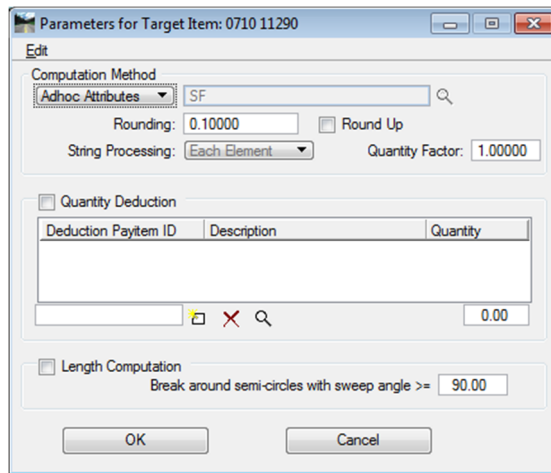 Parameters for Target Item: 0710 11290
Edit
Computation Method
Adhoc Attributes SF
Rounding: 0.10000 Round Up
String Processing: Each Element Quantity Factor: 1.00000
Quantity Deduction
Deduction Payitem ID Description Quantity
0.00
Length Computation
Break around semi-circles with sweep angle >= 90.00
OK Cancel